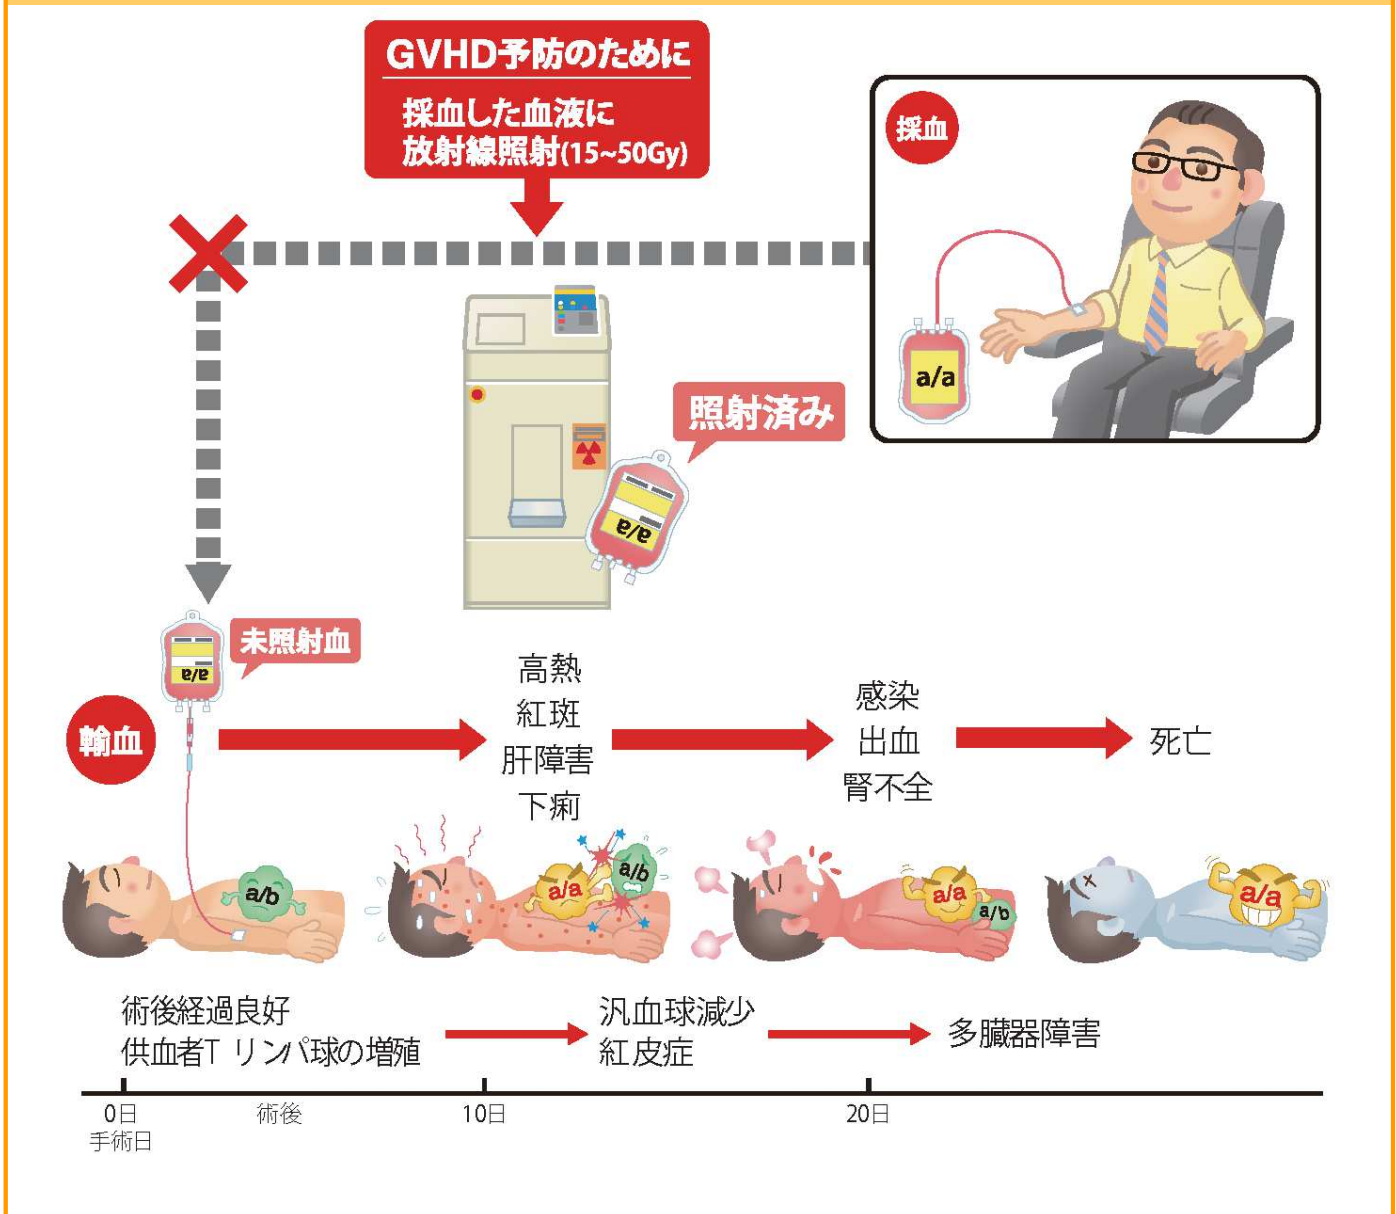 GVHD予防のために
採血した血液に
放射線照射(15~50Gy)
採血
a/a
照射済み
a/a
未照射血
a/a
輸血
高熱
紅斑
肝障害
下痢
感染
出血
腎不全
死亡
a/b
a/a
a/b
a/a
a/b
a/a
術後経過良好
供血者T リンパ球の増殖
汎血球減少
紅皮症
多臓器障害
0日
手術日
術後
10日
20日